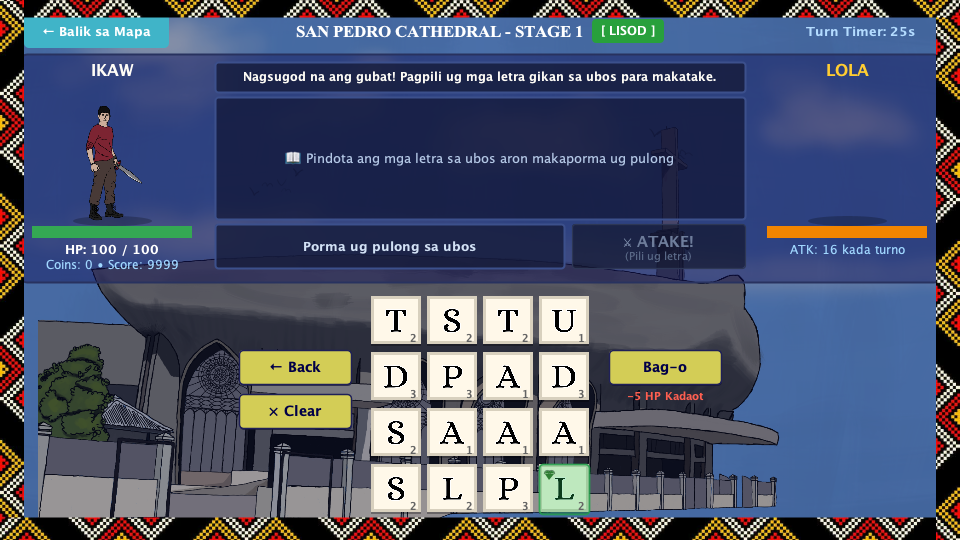 ← Balik sa Mapa
SAN PEDRO CATHEDRAL - STAGE 1
[ LISOD ]
Turn Timer: 25s
IKAW
Nagsugod na ang gubat! Pagpili ug mga letra gikan sa ubos para makatake.
LOLA
📖 Pindota ang mga letra sa ubos aron makaporma ug pulong
HP: 100 / 100
Coins: 0 • Score: 9999
Porma ug pulong sa ubos
⚔ ATAKE!
(Pili ug letra)
ATK: 16 kada turno
T 2 S 2 T 2 U 1
← Back
D 3 P 3 A 1 D 3
Bag-o
-5 HP Kadaot
× Clear
S 2 A 1 A 1 A 1
S 2 L 2 P 3 L 2